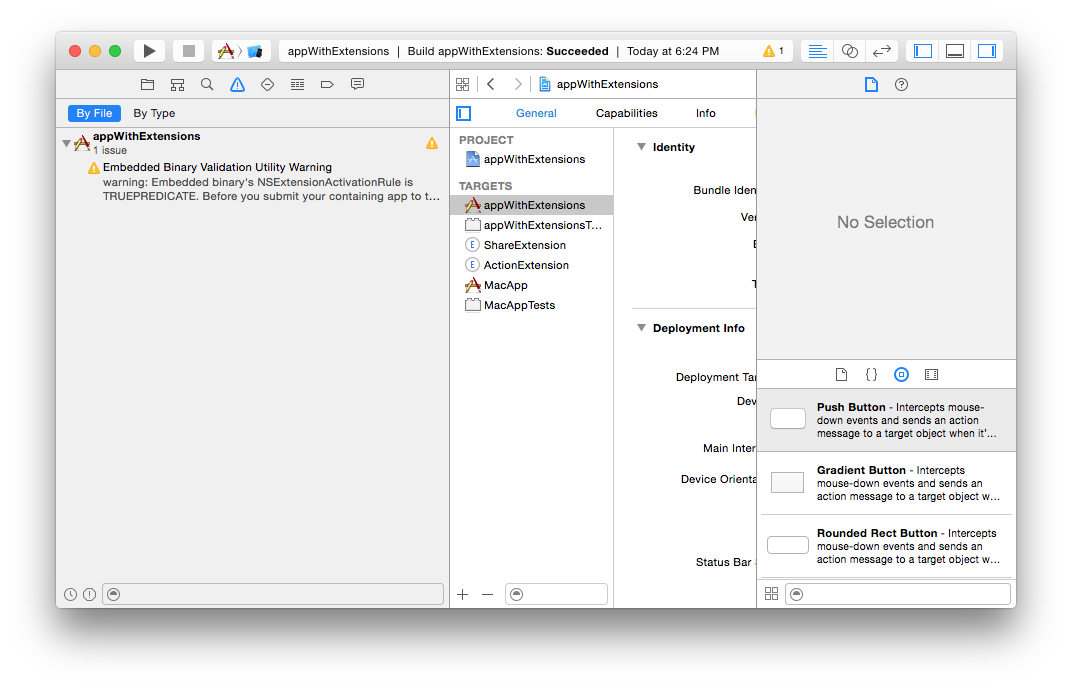 appWithExtensions | Build appWithExtensions: Succeeded | Today at 6:24 PM
1
By File
By Type
appWithExtensions
1 issue
Embedded Binary Validation Utility Warning
warning: Embedded binary's NSExtensionActivationRule is
TRUEPREDICATE. Before you submit your containing app to t…
appWithExtensions
General
Capabilities
Info
PROJECT
appWithExtensions
TARGETS
appWithExtensions
appWithExtensionsT...
E
ShareExtension
E
ActionExtension
MacApp
MacAppTests
Identity
Bundle Iden
Ver
Deployment Info
Deployment Tar
Dev
Main Inter
Device Orienta
Status Bar
No Selection
{ }
Push Button - Intercepts mouse-
down events and sends an action
message to a target object when it'…
Gradient Button - Intercepts
mouse-down events and sends an
action message to a target object w…
Rounded Rect Button - Intercepts
mouse-down events and sends an
action message to a target object w…